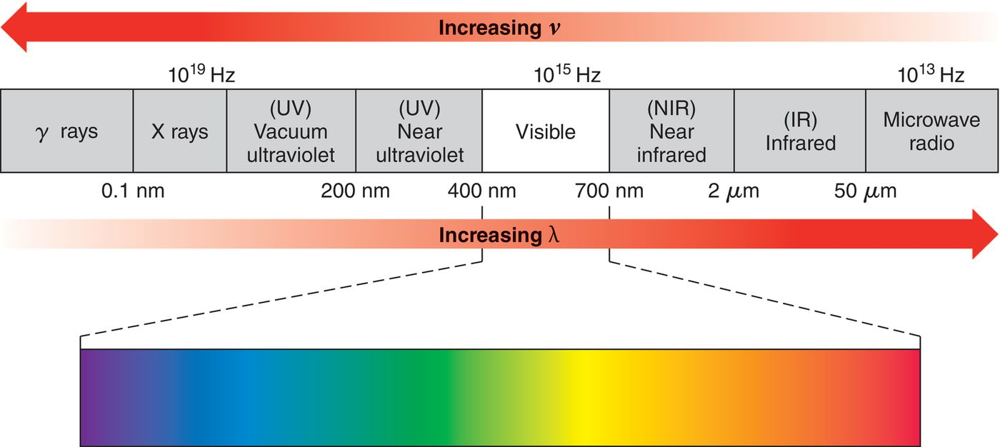 Increasing ν
10¹⁹ Hz 10¹⁵ Hz 10¹³ Hz
γ rays
X rays
(UV)
Vacuum
ultraviolet
(UV)
Near
ultraviolet
Visible
(NIR)
Near
infrared
(IR)
Infrared
Microwave
radio
0.1 nm 200 nm 400 nm 700 nm 2 μm 50 μm
Increasing λ